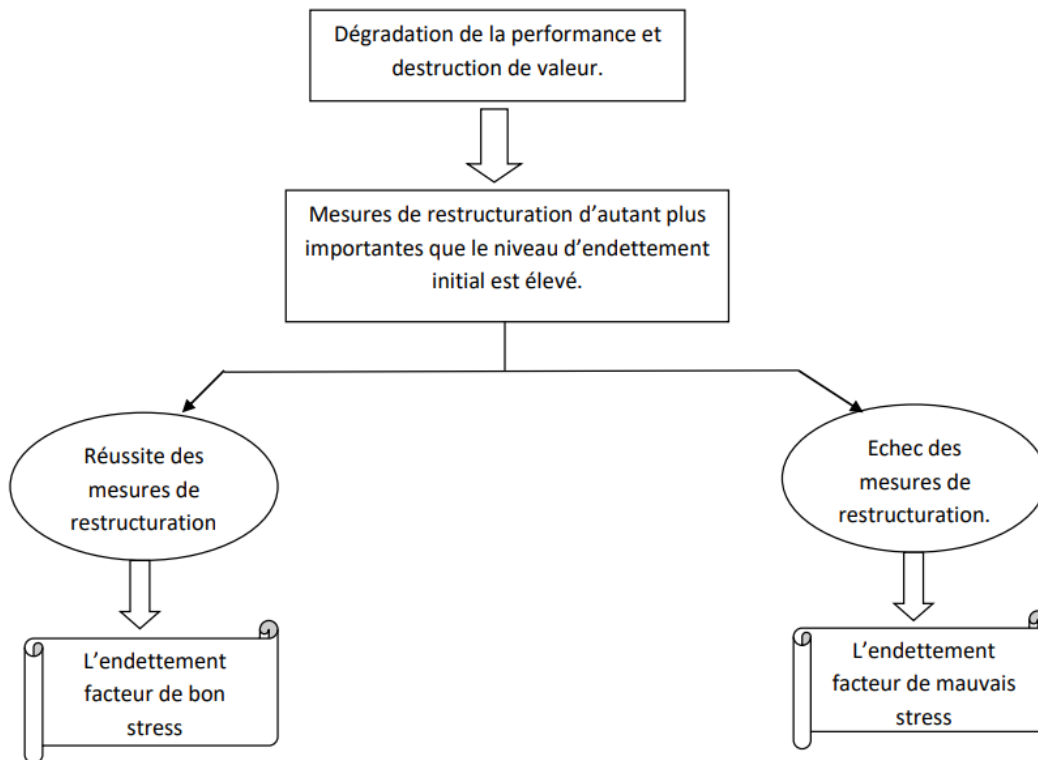 Dégradation de la performance et
destruction de valeur.
Mesures de restructuration d'autant plus
importantes que le niveau d'endettement
initial est élevé.
Réussite des
mesures de
restructuration
Echec des
mesures de
restructuration.
L'endettement
facteur de bon
stress
L'endettement
facteur de mauvais
stress